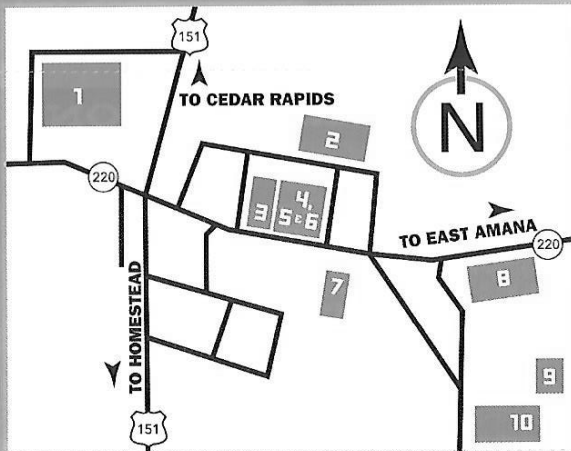 151
1
TO CEDAR RAPIDS
N
2
220
3
4,
5 & 6
TO EAST AMANA
220
7
8
TO HOMESTEAD
9
10
151